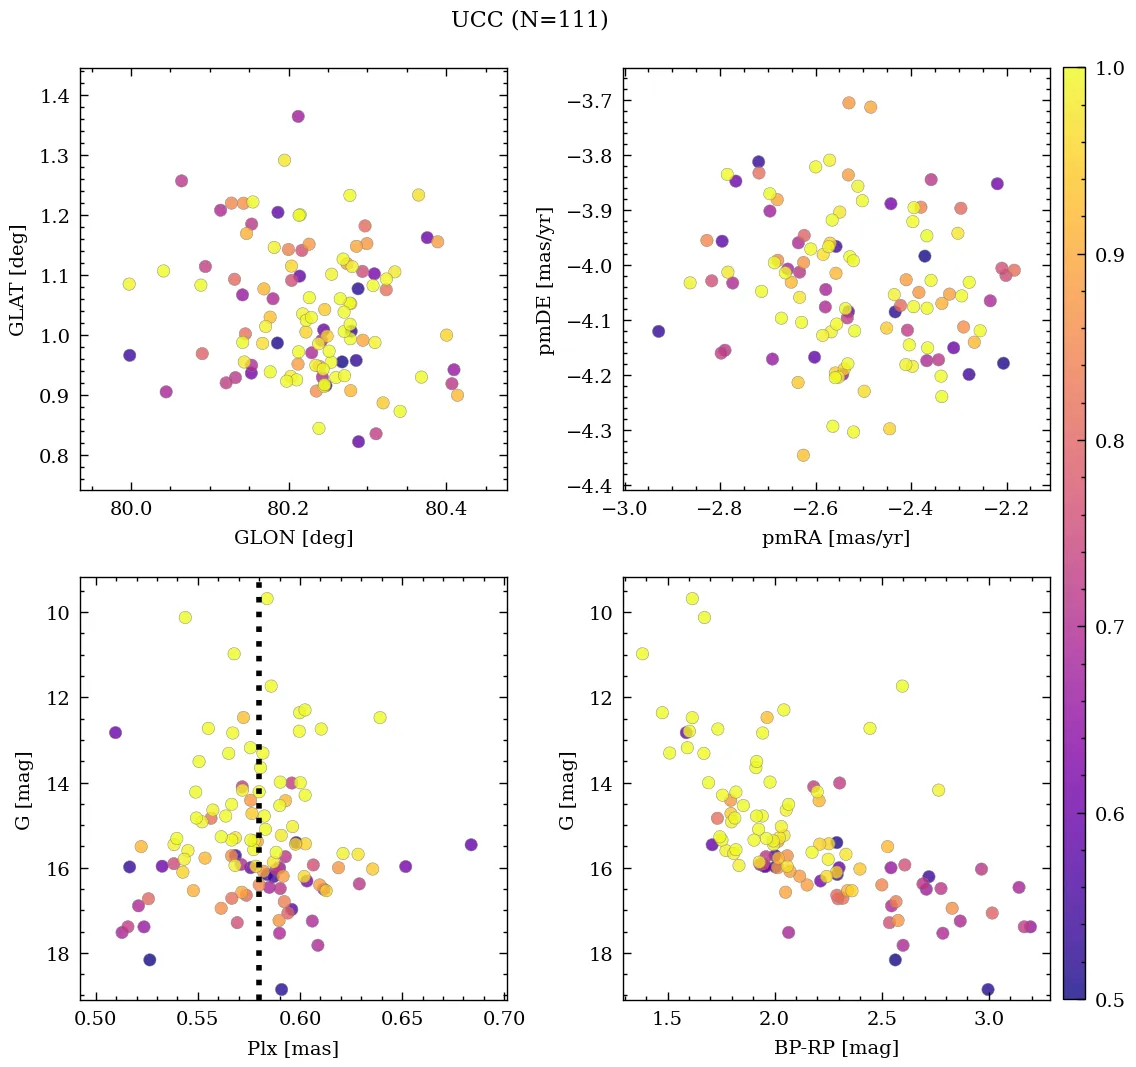 UCC (N=111)
1.4
1.3
1.2
1.1
1.0
0.9
0.8
GLAT [deg]
80.0 80.2 80.4
GLON [deg]
−3.7
−3.8
−3.9
−4.0
−4.1
−4.2
−4.3
−4.4
pmDE [mas/yr]
−3.0 −2.8 −2.6 −2.4 −2.2
pmRA [mas/yr]
10
12
14
16
18
G [mag]
0.50 0.55 0.60 0.65 0.70
Plx [mas]
10
12
14
16
18
G [mag]
1.5 2.0 2.5 3.0
BP-RP [mag]
1.0
0.9
0.8
0.7
0.6
0.5